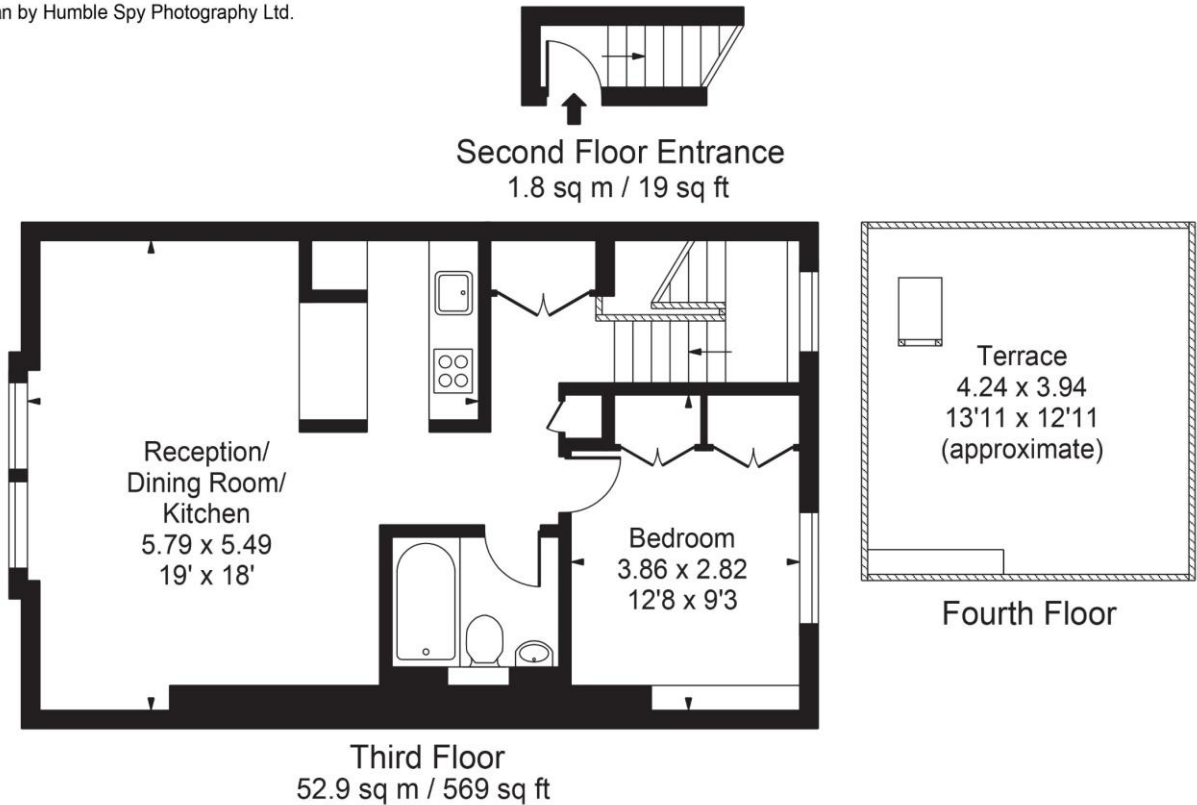 by Humble Spy Photography Ltd.
Second Floor Entrance
1.8 sq m / 19 sq ft
Reception/
Dining Room/
Kitchen
5.79 x 5.49
19' x 18'
Bedroom
3.86 x 2.82
12'8 x 9'3
Terrace
4.24 x 3.94
13'11 x 12'11
(approximate)
Fourth Floor
Third Floor
52.9 sq m / 569 sq ft